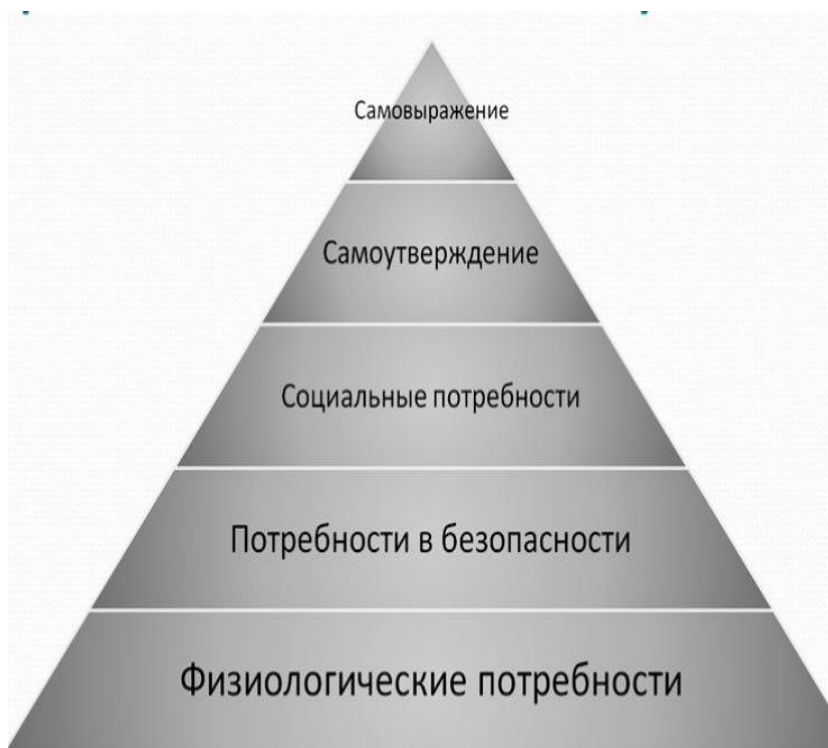 Самовыражение
Самоутверждение
Социальные потребности
Потребности в безопасности
Физиологические потребности